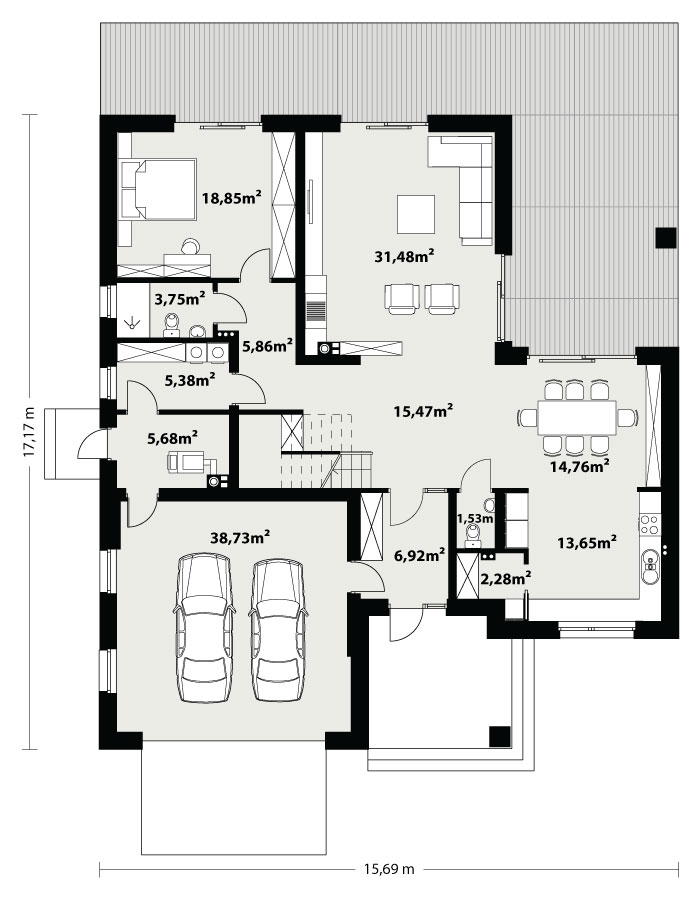 18,85m²
31,48m²
3,75m²
5,86m²
5,38m²
15,47m²
17,17 m
5,68m²
14,76m²
1,53m
38,73m²
13,65m²
6,92m²
2,28m²
15,69 m